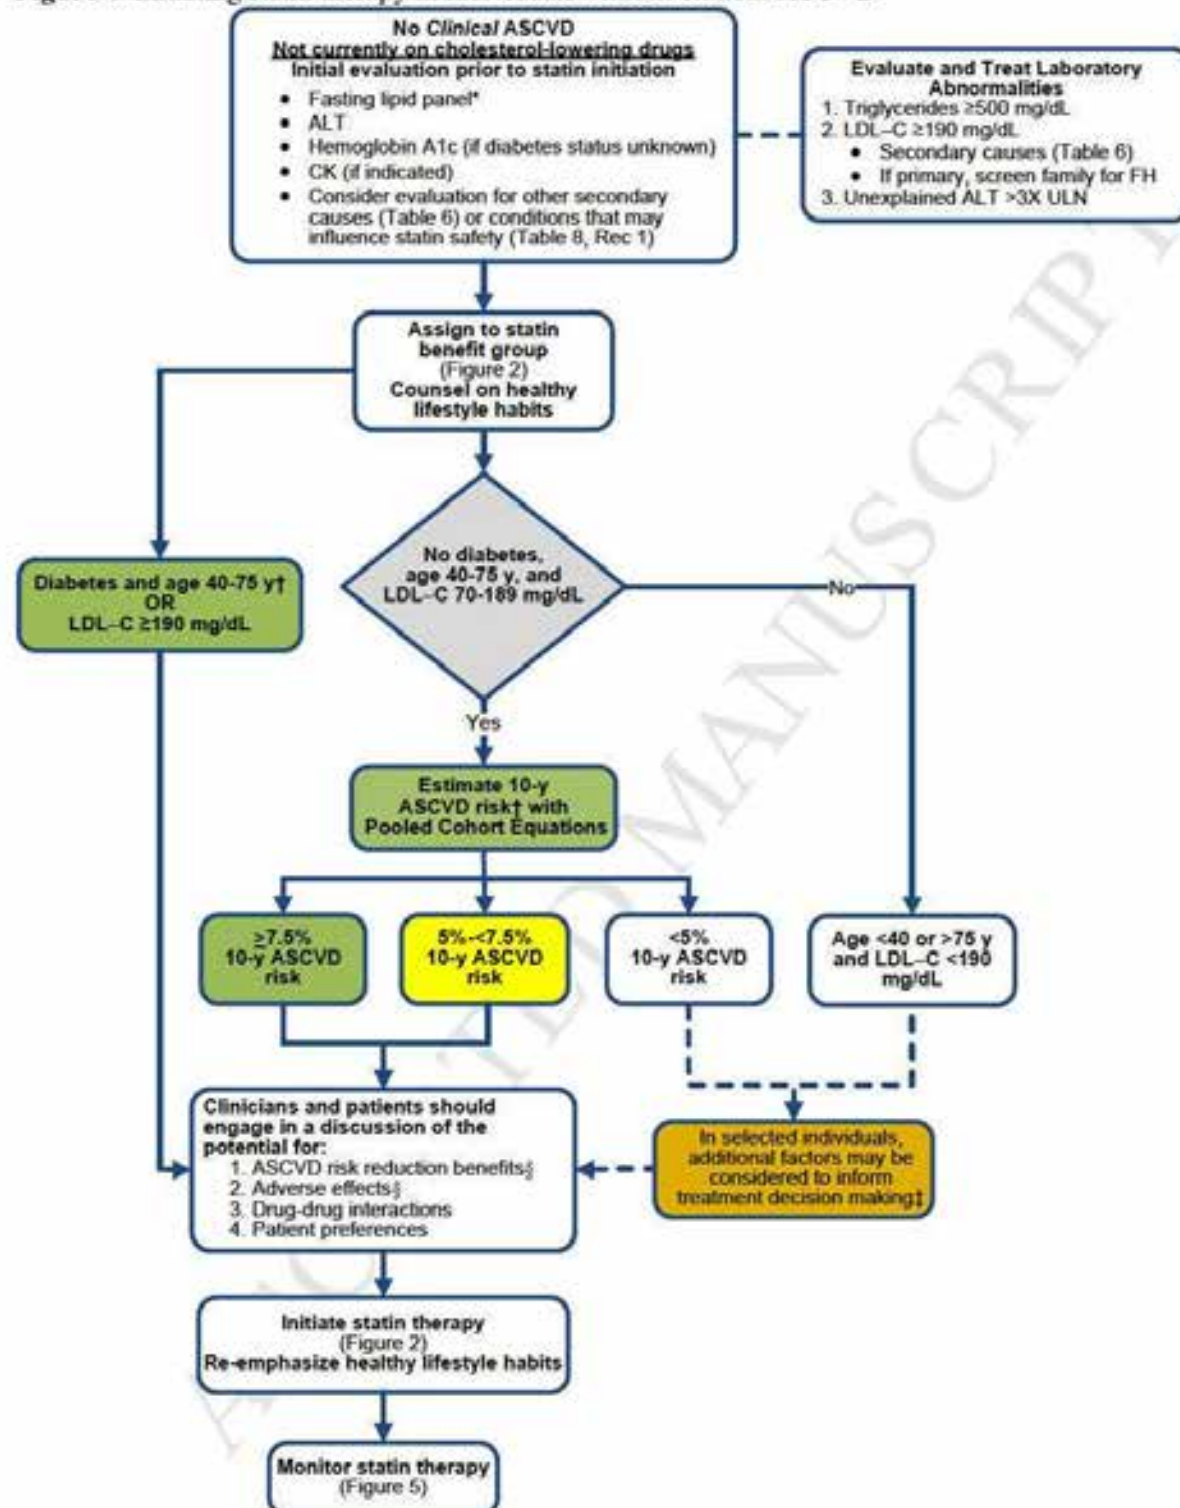 No Clinical ASCVD
Not currently on cholesterol-lowering drugs
Initial evaluation prior to statin initiation
• Fasting lipid panel*
• ALT
• Hemoglobin A1c (if diabetes status unknown)
• CK (if indicated)
• Consider evaluation for other secondary
causes (Table 6) or conditions that may
influence statin safety (Table 8, Rec 1)
Evaluate and Treat Laboratory
Abnormalities
1. Triglycerides ≥500 mg/dL
2. LDL–C ≥190 mg/dL
• Secondary causes (Table 6)
• If primary, screen family for FH
3. Unexplained ALT >3X ULN
Assign to statin
benefit group
(Figure 2)
Counsel on healthy
lifestyle habits
Diabetes and age 40-75 y†
OR
LDL–C ≥190 mg/dL
No diabetes,
age 40-75 y, and
LDL–C 70-189 mg/dL
No
Yes
Estimate 10-y
ASCVD risk† with
Pooled Cohort Equations
≥7.5%
10-y ASCVD
risk
5%-<7.5%
10-y ASCVD
risk
<5%
10-y ASCVD
risk
Age <40 or >75 y
and LDL–C <190
mg/dL
Clinicians and patients should
engage in a discussion of the
potential for:
1. ASCVD risk reduction benefits§
2. Adverse effects§
3. Drug-drug interactions
4. Patient preferences
In selected individuals,
additional factors may be
considered to inform
treatment decision making‡
Initiate statin therapy
(Figure 2)
Re-emphasize healthy lifestyle habits
Monitor statin therapy
(Figure 5)